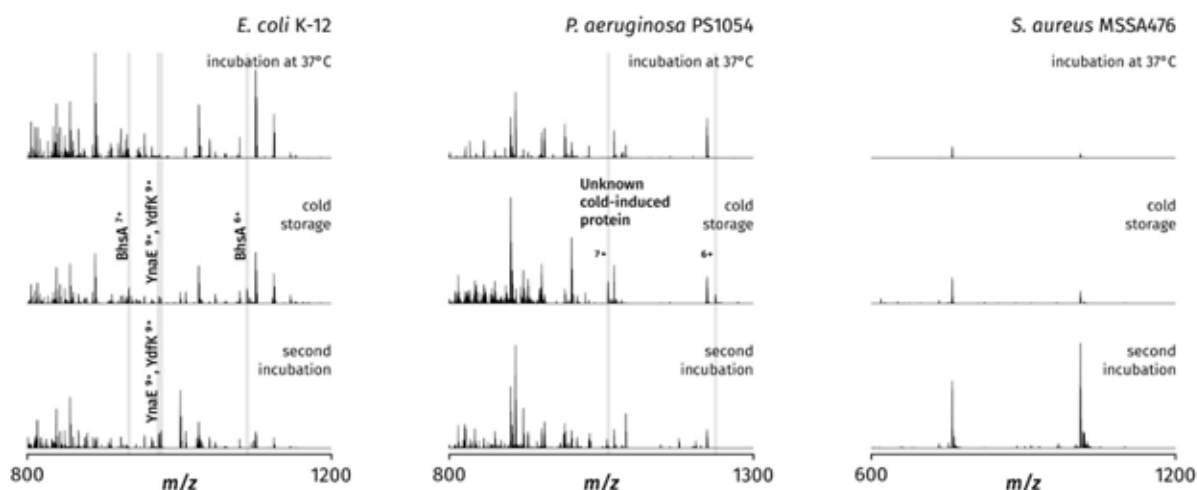 E. coli K-12
incubation at 37°C
BhsA 7+
YnaE 9+, YdfK 9+
BhsA 6+
cold
storage
YnaE 9+, YdfK 9+
second
incubation
800
1200
m/z
P. aeruginosa PS1054
incubation at 37°C
Unknown
cold-induced
protein
7+
6+
cold
storage
second
incubation
800
1300
m/z
S. aureus MSSA476
incubation at 37°C
cold
storage
second
incubation
600
1200
m/z